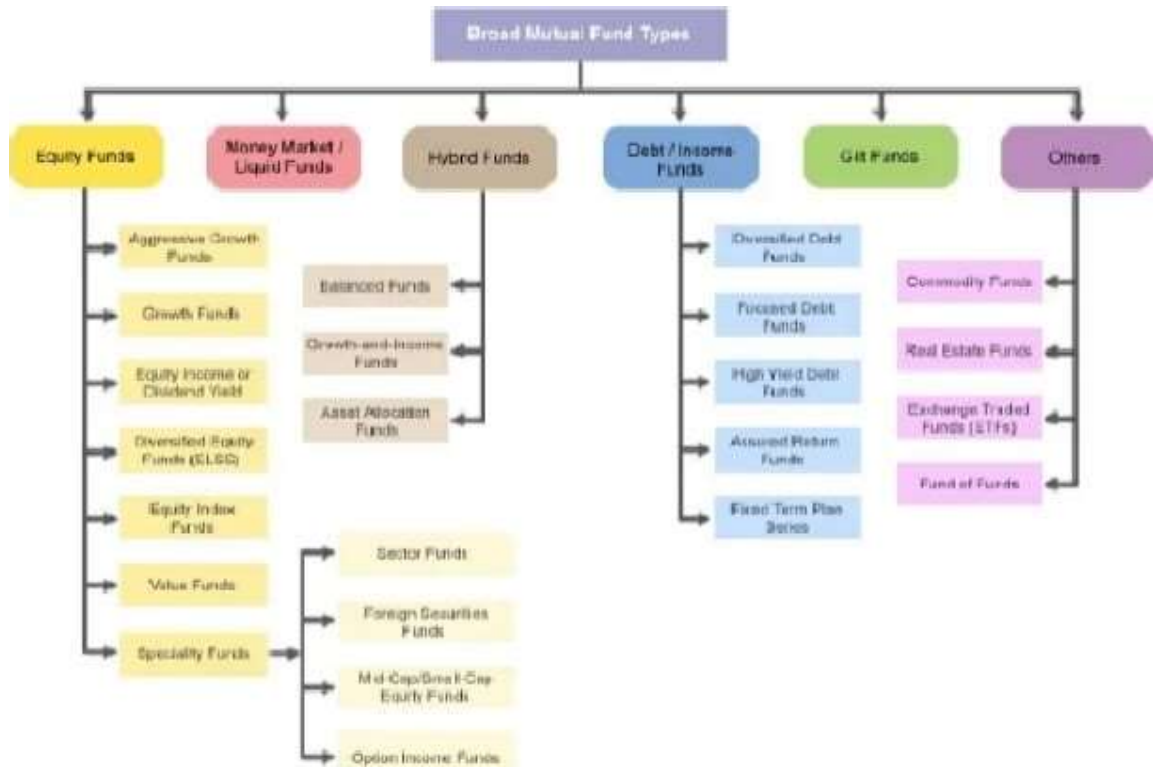 Broad Mutual Fund Types
Equity Funds
Money Market /
Liquid Funds
Hybrid Funds
Debt / Income
Funds
Gilt Funds
Others
Aggressive Growth
Funds
Growth Funds
Equity Income or
Dividend Yield
Diversified Equity
Funds (ELSS)
Equity Index
Funds
Value Funds
Speciality Funds
Sector Funds
Foreign Securities
Funds
Mid-Cap/Small-Cap
Equity Funds
Option Income Funds
Balanced Funds
Growth-and-Income
Funds
Asset Allocation
Funds
Diversified Debt
Funds
Focused Debt
Funds
High Yield Debt
Funds
Assured Return
Funds
Fixed Term Plan
Series
Commodity Funds
Real Estate Funds
Exchange Traded
Funds (ETFs)
Fund of Funds